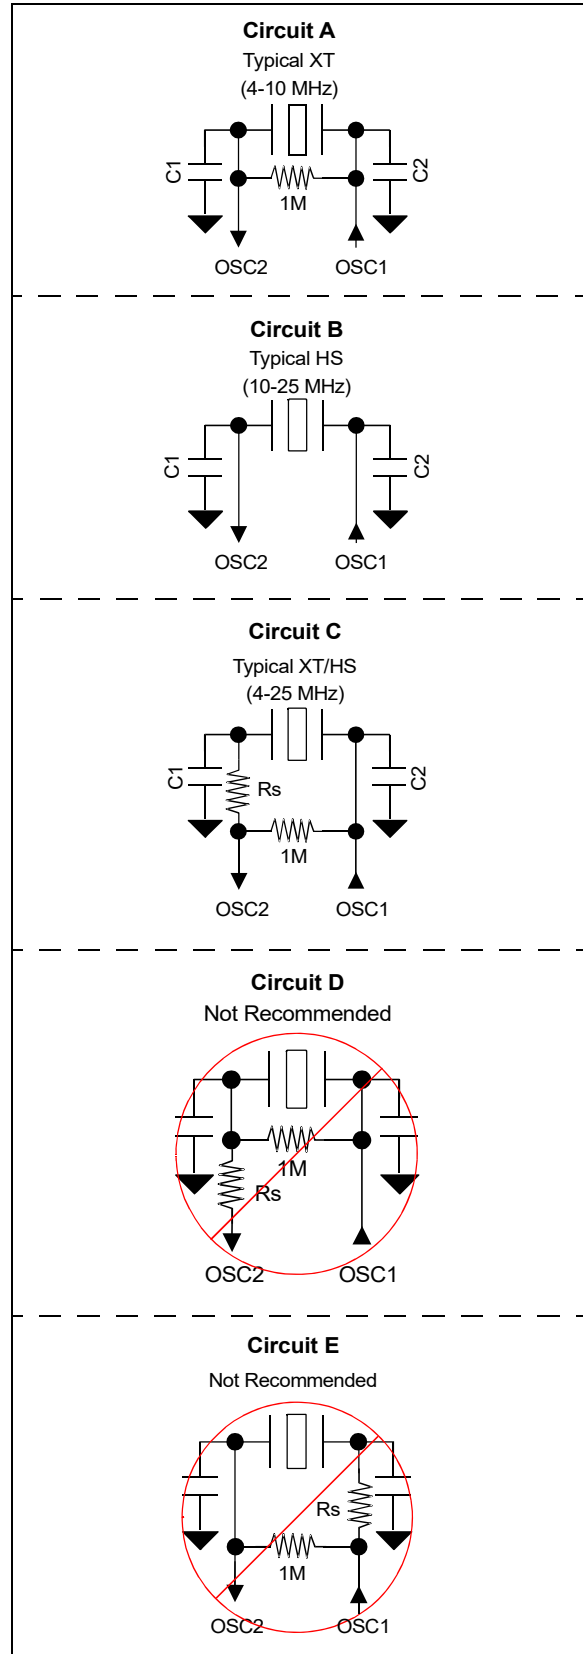 Circuit A
Typical XT
(4-10 MHz)
C1
C2
1M
OSC2 OSC1
Circuit B
Typical HS
(10-25 MHz)
C1
C2
OSC2 OSC1
Circuit C
Typical XT/HS
(4-25 MHz)
C1
Rs
C2
1M
OSC2 OSC1
Circuit D
Not Recommended
1M
Rs
OSC2 OSC1
Circuit E
Not Recommended
Rs
1M
OSC2 OSC1